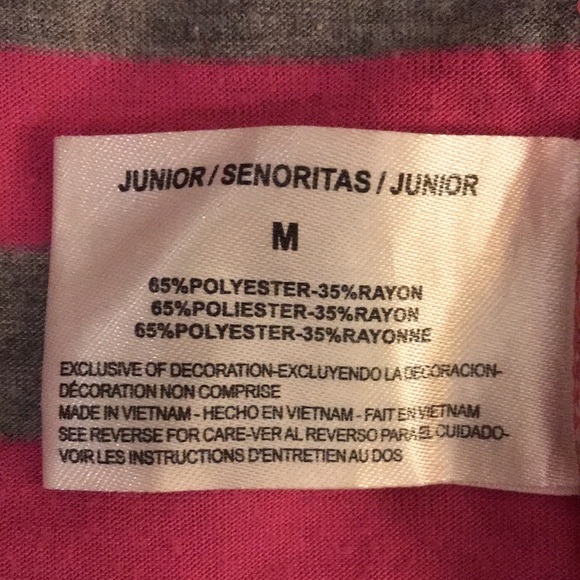 JUNIOR/SENORITAS/JUNIOR
M
65%POLYESTER-35%RAYON
65%POLIESTER-35%RAYON
65%POLYESTER-35%RAYONNE
EXCLUSIVE OF DECORATION-EXCLUYENDO LA DECORACION-
DÉCORATION NON COMPRISE
MADE IN VIETNAM - HECHO EN VIETNAM - FAIT EN VIETNAM
SEE REVERSE FOR CARE-VER AL REVERSO PARA EL CUIDADO-
VOIR LES INSTRUCTIONS D'ENTRETIEN AU DOS